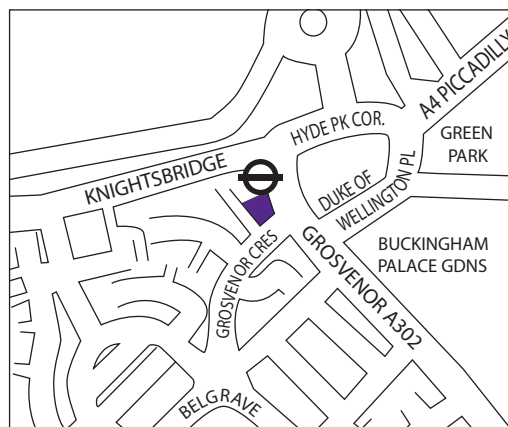 A4 PICCADILLY
HYDE PK COR.
GREEN
PARK
KNIGHTSBRIDGE
DUKE OF
WELLINGTON PL
GROSVENOR CRES
GROSVENOR A302
BUCKINGHAM
PALACE GDNS
BELGRAVE